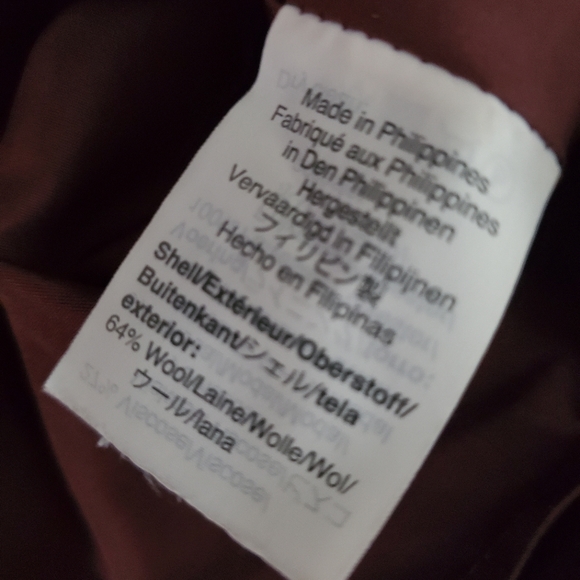 Made in Philippines
Fabriqué aux Philippines
in Den Philippinen
Hergestellt
Vervaardigd in Filipijnen
フィリピン製
Hecho en Filipinas
Shell/Extérieur/Oberstoff/
Buitenkant/シェル/tela
exterior:
64% Wool/Laine/Wolle/Wol/
ウール/lana